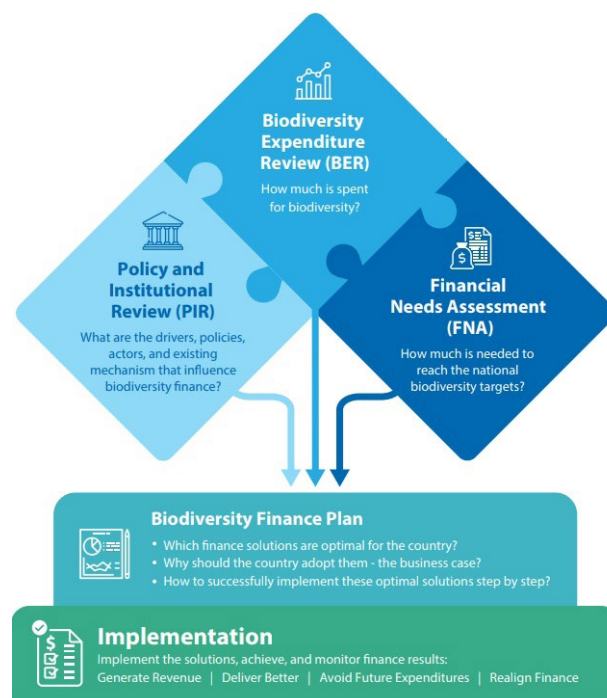 Biodiversity
Expenditure
Review (BER)
How much is spent
for biodiversity?
Policy and
Institutional
Review (PIR)
What are the drivers, policies,
actors, and existing
mechanism that influence
biodiversity finance?
$
$
Financial
Needs Assessment
(FNA)
How much is needed to
reach the national
biodiversity targets?
Biodiversity Finance Plan
• Which finance solutions are optimal for the country?
• Why should the country adopt them - the business case?
• How to successfully implement these optimal solutions step by step?
$
Implementation
Implement the solutions, achieve, and monitor finance results:
Generate Revenue | Deliver Better | Avoid Future Expenditures | Realign Finance